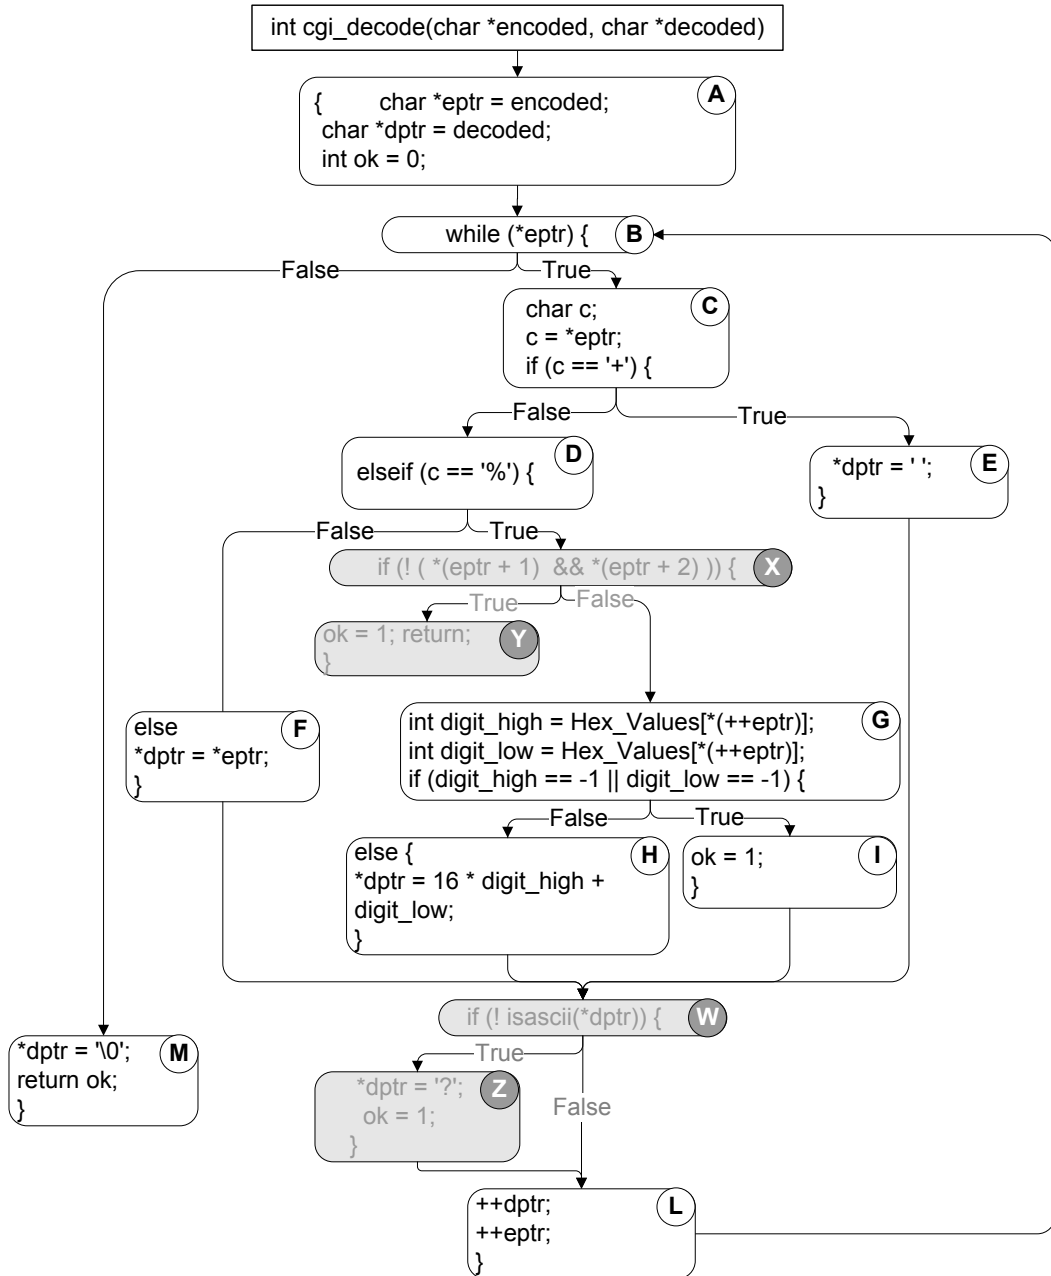 int cgi_decode(char *encoded, char *decoded)
{ char *eptr = encoded;
char *dptr = decoded;
int ok = 0;
A
while (*eptr) {
B
False
True
char c;
c = *eptr;
if (c == '+') {
C
False
True
elseif (c == '%') {
D
*dptr = ' ';
}
E
False
True
if (! ( *(eptr + 1) && *(eptr + 2) )) {
X
True
False
ok = 1; return;
}
Y
else
*dptr = *eptr;
}
F
int digit_high = Hex_Values[*(++eptr)];
int digit_low = Hex_Values[*(++eptr)];
if (digit_high == -1 || digit_low == -1) {
G
False
True
else {
*dptr = 16 * digit_high +
digit_low;
}
H
ok = 1;
}
I
if (! isascii(*dptr)) {
W
True
False
*dptr = '\0';
return ok;
}
M
*dptr = '?';
ok = 1;
}
Z
++dptr;
++eptr;
}
L